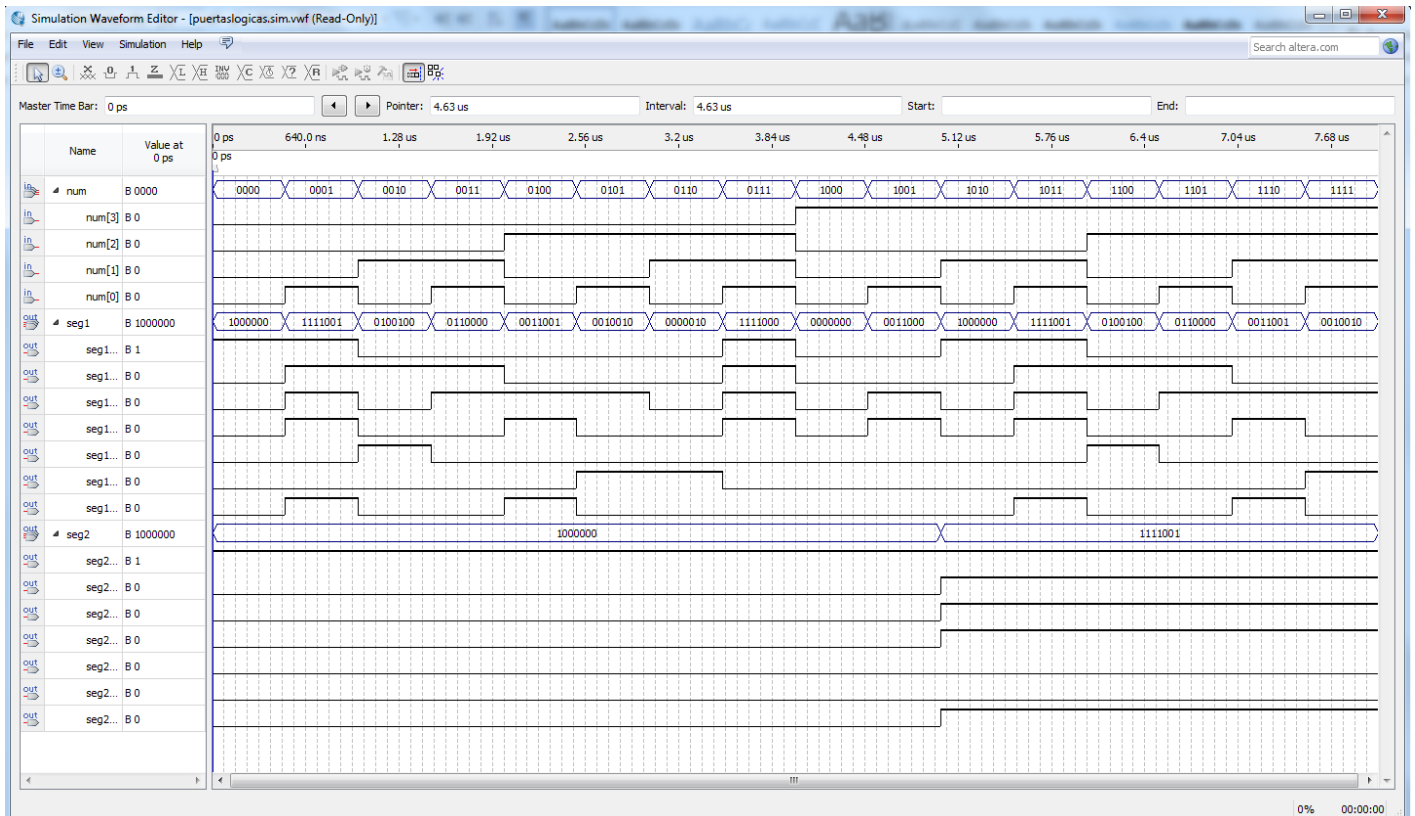 Simulation Waveform Editor - [puertaslogicas.sim.vwf (Read-Only)]
File Edit View Simulation Help
Search altera.com
Master Time Bar: 0 ps Pointer: 4.63 us Interval: 4.63 us Start: End:
Name Value at 0 ps
0 ps 640.0 ns 1.28 us 1.92 us 2.56 us 3.2 us 3.84 us 4.48 us 5.12 us 5.76 us 6.4 us 7.04 us 7.68 us
0 ps
num B 0000 0000 0001 0010 0011 0100 0101 0110 0111 1000 1001 1010 1011 1100 1101 1110 1111
num[3] B 0
num[2] B 0
num[1] B 0
num[0] B 0
seg1 B 1000000 1000000 1111001 0100100 0110000 0011001 0010010 0000010 1111000 0000000 0011000 1000000 1111001 0100100 0110000 0011001 0010010
seg1... B 1
seg1... B 0
seg1... B 0
seg1... B 0
seg1... B 0
seg1... B 0
seg1... B 0
seg2 B 1000000 1000000 1111001
seg2... B 1
seg2... B 0
seg2... B 0
seg2... B 0
seg2... B 0
seg2... B 0
seg2... B 0
0% 00:00:00